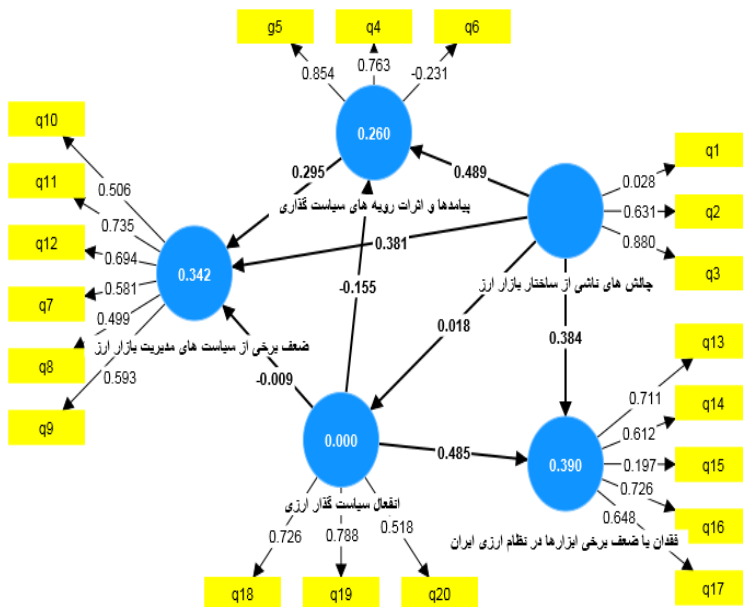 g5
q4
q6
0.854
0.763
-0.231
0.260
پیامدها و اثرات رویه های سیاست گذاری
q10
q11
q12
q7
q8
q9
0.506
0.735
0.694
0.581
0.499
0.593
0.342
ضعف برخی از سیاست های مدیریت بازار ارز
0.295
0.489
0.381
-0.155
0.018
0.384
-0.009
0.485
q1
q2
q3
0.028
0.631
0.880
چالش های ناشی از ساختار بازار ارز
q13
q14
q15
q16
q17
0.711
0.612
0.197
0.726
0.648
0.390
فقدان یا ضعف برخی ابزارها در نظام ارزی ایران
0.000
انفعال سیاست گذار ارزی
0.726
0.788
0.518
q18
q19
q20